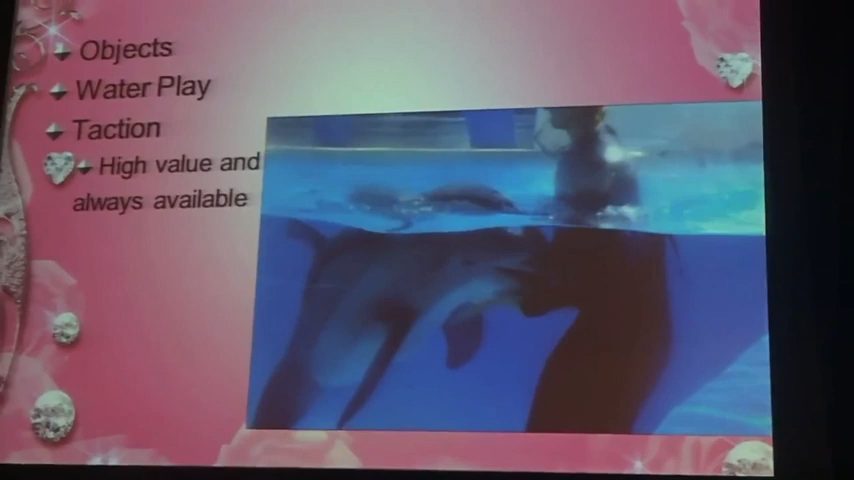 Objects
Water Play
Taction
High value and
always available